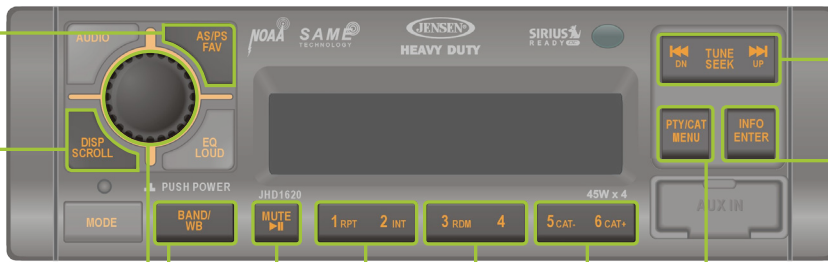 AUDIO
AS/PS
FAV
NOAA
SAME
TECHNOLOGY
JENSEN®
HEAVY DUTY
SIRIUS
READY
DN
TUNE
SEEK
UP
DISP
SCROLL
EQ
LOUD
PTY/CAT
MENU
INFO
ENTER
PUSH POWER
JHD1620
45W x 4
AUX IN
MODE
BAND/
WB
MUTE
1 RPT 2 INT
3 RDM 4
5 CAT- 6 CAT+